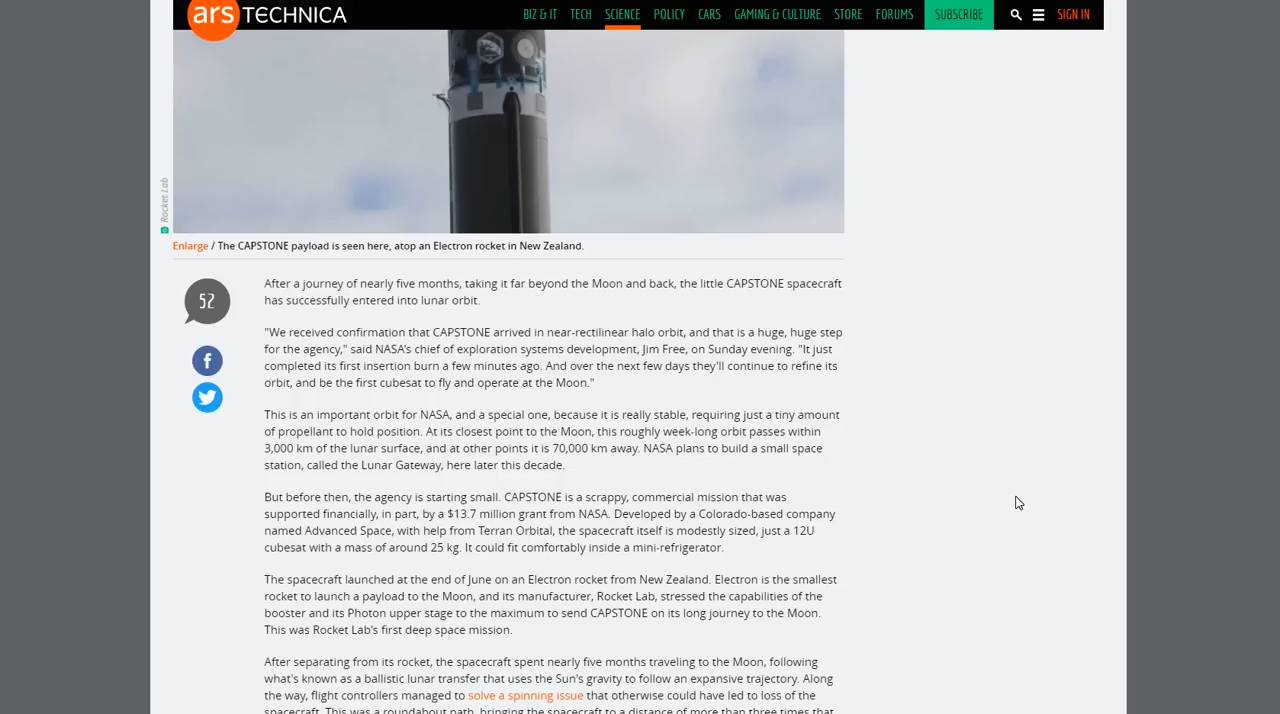 ars TECHNICA
BIZ & IT TECH SCIENCE POLICY CARS GAMING & CULTURE STORE FORUMS SUBSCRIBE SIGN IN
Rocket Lab
Enlarge / The CAPSTONE payload is seen here, atop an Electron rocket in New Zealand.
52
After a journey of nearly five months, taking it far beyond the Moon and back, the little CAPSTONE spacecraft
has successfully entered into lunar orbit.
"We received confirmation that CAPSTONE arrived in near-rectilinear halo orbit, and that is a huge, huge step
for the agency," said NASA's chief of exploration systems development, Jim Free, on Sunday evening. "It just
completed its first insertion burn a few minutes ago. And over the next few days they'll continue to refine its
orbit, and be the first cubesat to fly and operate at the Moon."
This is an important orbit for NASA, and a special one, because it is really stable, requiring just a tiny amount
of propellant to hold position. At its closest point to the Moon, this roughly week-long orbit passes within
3,000 km of the lunar surface, and at other points it is 70,000 km away. NASA plans to build a small space
station, called the Lunar Gateway, here later this decade.
But before then, the agency is starting small. CAPSTONE is a scrappy, commercial mission that was
supported financially, in part, by a $13.7 million grant from NASA. Developed by a Colorado-based company
named Advanced Space, with help from Terran Orbital, the spacecraft itself is modestly sized, just a 12U
cubesat with a mass of around 25 kg. It could fit comfortably inside a mini-refrigerator.
The spacecraft launched at the end of June on an Electron rocket from New Zealand. Electron is the smallest
rocket to launch a payload to the Moon, and its manufacturer, Rocket Lab, stressed the capabilities of the
booster and its Photon upper stage to the maximum to send CAPSTONE on its long journey to the Moon.
This was Rocket Lab's first deep space mission.
After separating from its rocket, the spacecraft spent nearly five months traveling to the Moon, following
what's known as a ballistic lunar transfer that uses the Sun's gravity to follow an expansive trajectory. Along
the way, flight controllers managed to solve a spinning issue that otherwise could have led to loss of the
spacecraft. This was a roundabout path, bringing the spacecraft to a distance of more than three times that